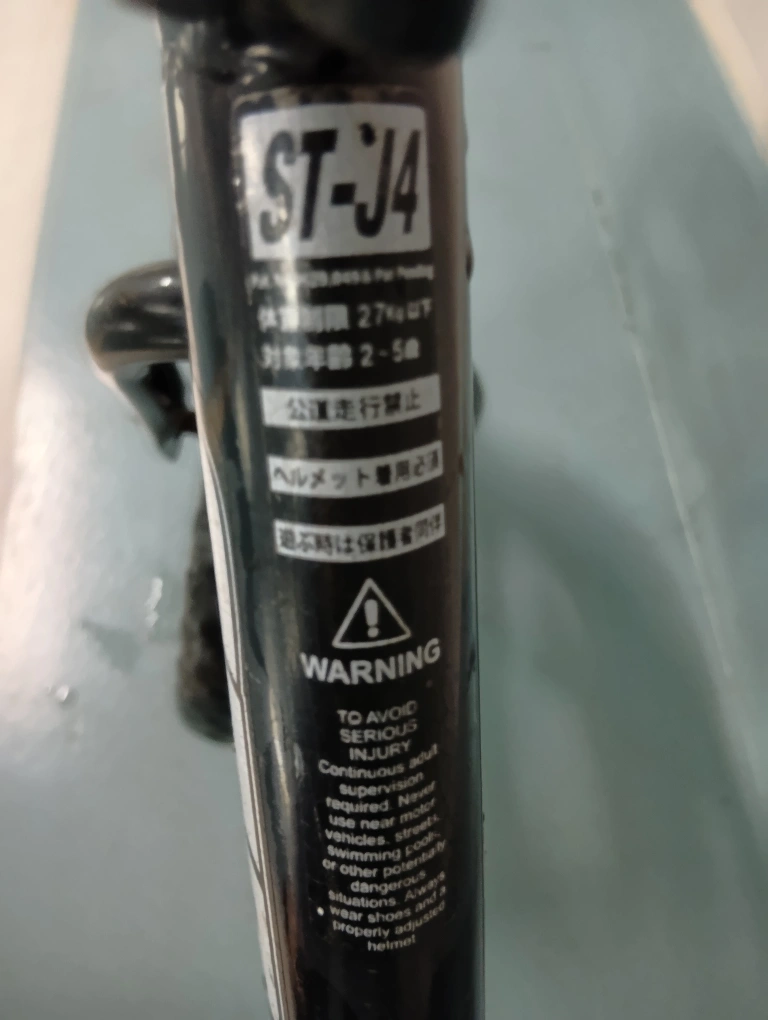 ST-J4
体重制限 27Kg以下
対象年齢 2~5歳
公道走行禁止
ヘルメット着用必須
遊ぶ時は保護者同伴
WARNING
TO AVOID
SERIOUS
INJURY
Continuous adult
supervision
required. Never
use near motor
vehicles, streets,
swimming pools,
or other potentially
dangerous
situations. Always
wear shoes and a
properly adjusted
helmet